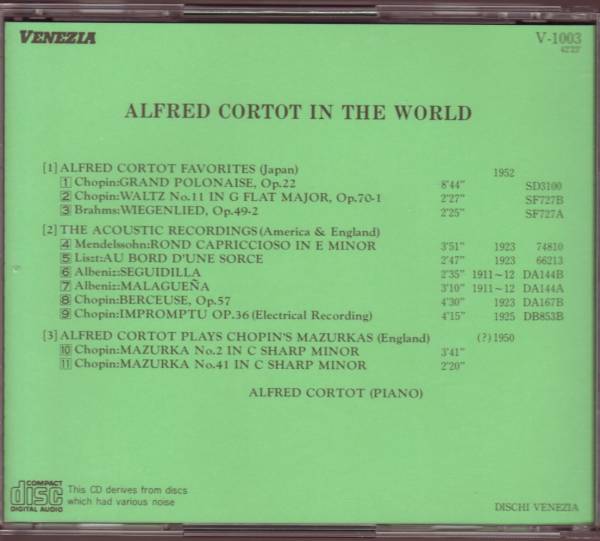 VENEZIA
V-1003
42'23"
ALFRED CORTOT IN THE WORLD
[1] ALFRED CORTOT FAVORITES (Japan) 1952
1 Chopin:GRAND POLONAISE, Op.22 8'44" SD3100
2 Chopin:WALTZ No.11 IN G FLAT MAJOR, Op.70-1 2'27" SF727B
3 Brahms:WIEGENLIED, Op.49-2 2'25" SF727A
[2] THE ACOUSTIC RECORDINGS (America & England)
4 Mendelssohn:ROND CAPRICCIOSO IN E MINOR 3'51" 1923 74810
5 Liszt:AU BORD D'UNE SORCE 2'47" 1923 66213
6 Albeniz:SEGUIDILLA 2'35" 1911~12 DA144B
7 Albeniz:MALAGUEÑA 3'10" 1911~12 DA144A
8 Chopin:BERCEUSE, Op.57 4'30" 1923 DA167B
9 Chopin:IMPROMPTU OP.36 (Electrical Recording) 4'15" 1925 DB853B
[3] ALFRED CORTOT PLAYS CHOPIN'S MAZURKAS (England) (?)1950
10 Chopin:MAZURKA No.2 IN C SHARP MINOR 3'41"
11 Chopin:MAZURKA No.41 IN C SHARP MINOR 2'20"
ALFRED CORTOT (PIANO)
COMPACT
disc
DIGITAL AUDIO
This CD derives from discs
which had various noise
DISCHI VENEZIA